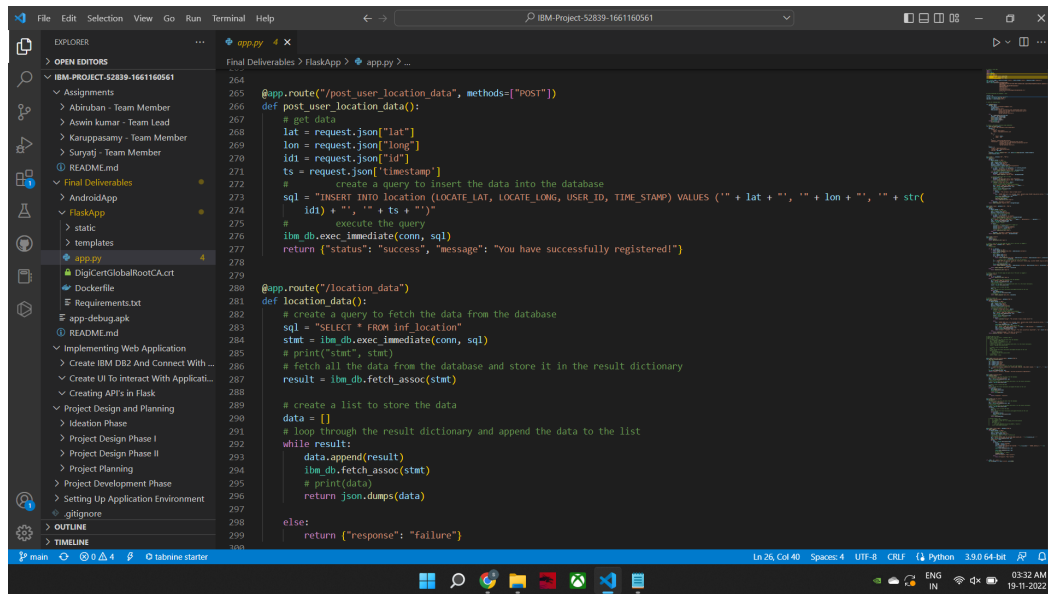 File Edit Selection View Go Run Terminal Help
IBM-Project-52839-1661160561
EXPLORER
OPEN EDITORS
IBM-PROJECT-52839-1661160561
Assignments
Abiruban - Team Member
Aswin kumar - Team Lead
Karuppasamy - Team Member
Suryatj - Team Member
README.md
Final Deliverables
AndroidApp
FlaskApp
static
templates
app.py 4
DigiCertGlobalRootCA.crt
Dockerfile
Requirements.txt
app-debug.apk
README.md
Implementing Web Application
Create IBM DB2 And Connect With ...
Create UI To interact With Applicati...
Creating API's in Flask
Project Design and Planning
Ideation Phase
Project Design Phase I
Project Design Phase II
Project Planning
Project Development Phase
Setting Up Application Environment
.gitignore
OUTLINE
TIMELINE
app.py 4
Final Deliverables > FlaskApp > app.py > ...
264
265 @app.route("/post_user_location_data", methods=["POST"])
266 def post_user_location_data():
267 # get data
268 lat = request.json["lat"]
269 lon = request.json["long"]
270 id1 = request.json["id"]
271 ts = request.json['timestamp']
272 # create a query to insert the data into the database
273 sql = "INSERT INTO location (LOCATE_LAT, LOCATE_LONG, USER_ID, TIME_STAMP) VALUES ('" + lat + "', '" + lon + "', '" + str(
274 id1) + "', '" + ts + "')"
275 # execute the query
276 ibm_db.exec_immediate(conn, sql)
277 return {"status": "success", "message": "You have successfully registered!"}
278
279
280 @app.route("/location_data")
281 def location_data():
282 # create a query to fetch the data from the database
283 sql = "SELECT * FROM inf_location"
284 stmt = ibm_db.exec_immediate(conn, sql)
285 # print("stmt", stmt)
286 # fetch all the data from the database and store it in the result dictionary
287 result = ibm_db.fetch_assoc(stmt)
288
289 # create a list to store the data
290 data = []
291 # loop through the result dictionary and append the data to the list
292 while result:
293 data.append(result)
294 ibm_db.fetch_assoc(stmt)
295 # print(data)
296 return json.dumps(data)
297
298 else:
299 return {"response": "failure"}
300
main 0 4 tabnine starter
Ln 26, Col 40 Spaces: 4 UTF-8 CRLF Python 3.9.0 64-bit
ENG
IN
03:32 AM
19-11-2022